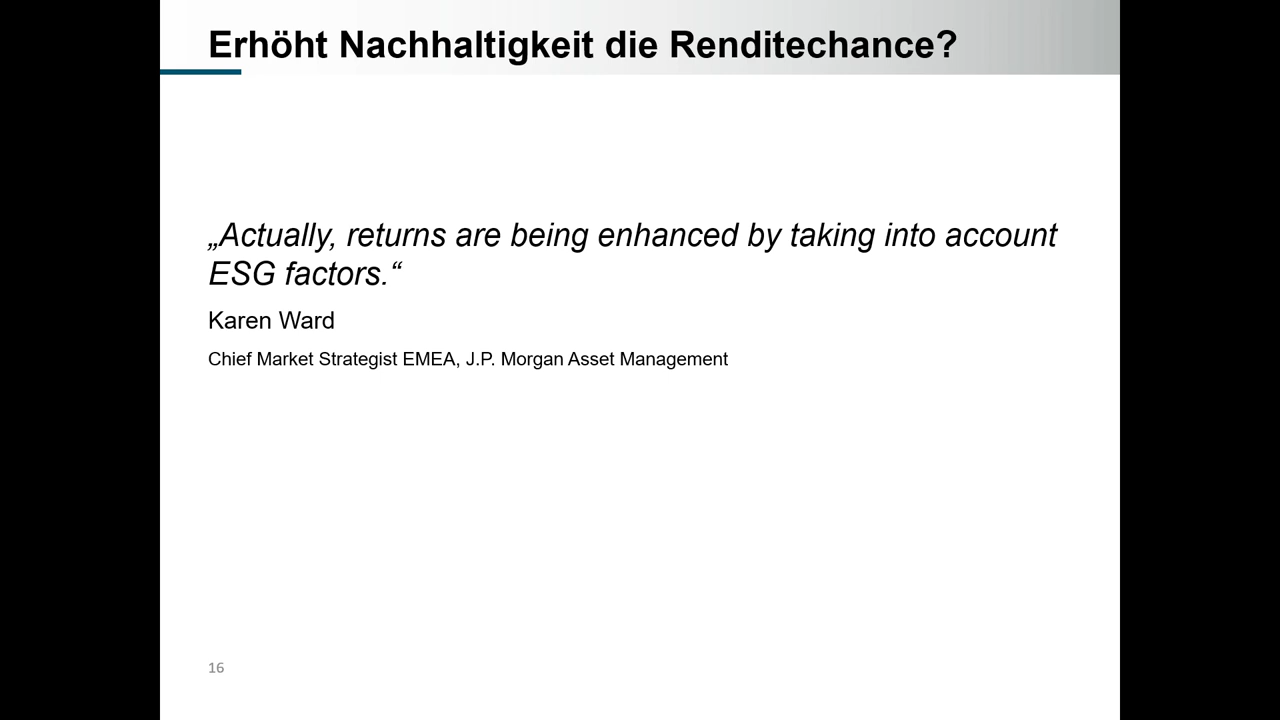 Erhöht Nachhaltigkeit die Renditechance?
„Actually, returns are being enhanced by taking into account
ESG factors.“
Karen Ward
Chief Market Strategist EMEA, J.P. Morgan Asset Management
16